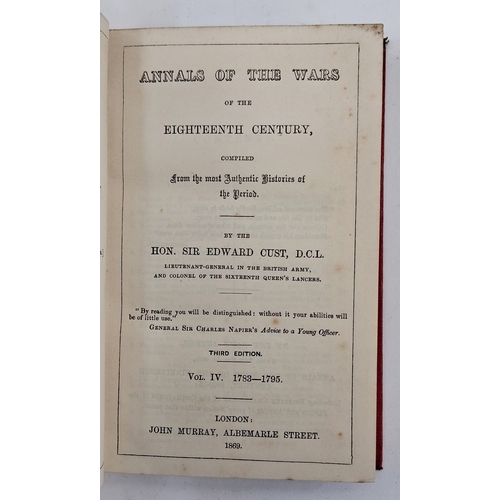 ANNALS OF THE WARS
OF THE
EIGHTEENTH CENTURY,
COMPILED
From the most Authentic Histories of
the Period.
BY THE
HON. SIR EDWARD CUST, D.C.L.
LIEUTENANT-GENERAL IN THE BRITISH ARMY,
AND COLONEL OF THE SIXTEENTH QUEEN'S LANCERS.
"By reading you will be distinguished: without it your abilities will
be of little use."
GENERAL SIR CHARLES NAPIER'S Advice to a Young Officer.
THIRD EDITION.
VOL. IV. 1783—1795.
LONDON:
JOHN MURRAY, ALBEMARLE STREET.
1869.